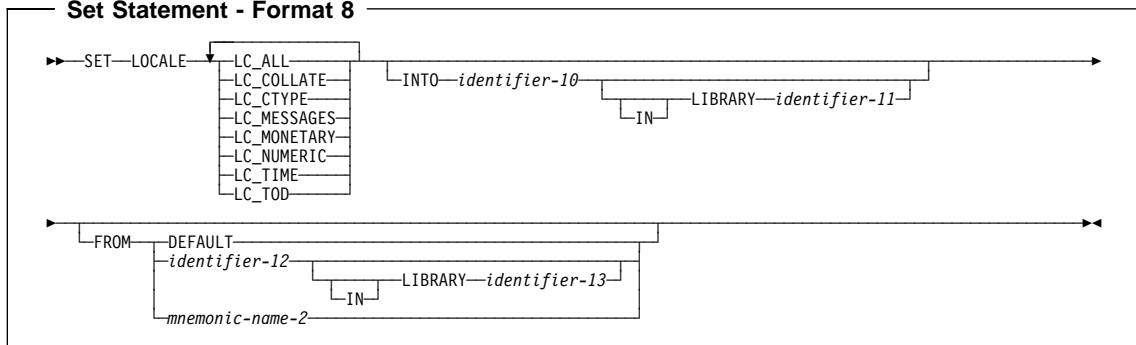 Set Statement - Format 8
SET LOCALE LC_ALL
LC_COLLATE
LC_CTYPE
LC_MESSAGES
LC_MONETARY
LC_NUMERIC
LC_TIME
LC_TOD
INTO identifier-10
IN
LIBRARY identifier-11
FROM DEFAULT
identifier-12
IN
LIBRARY identifier-13
mnemonic-name-2